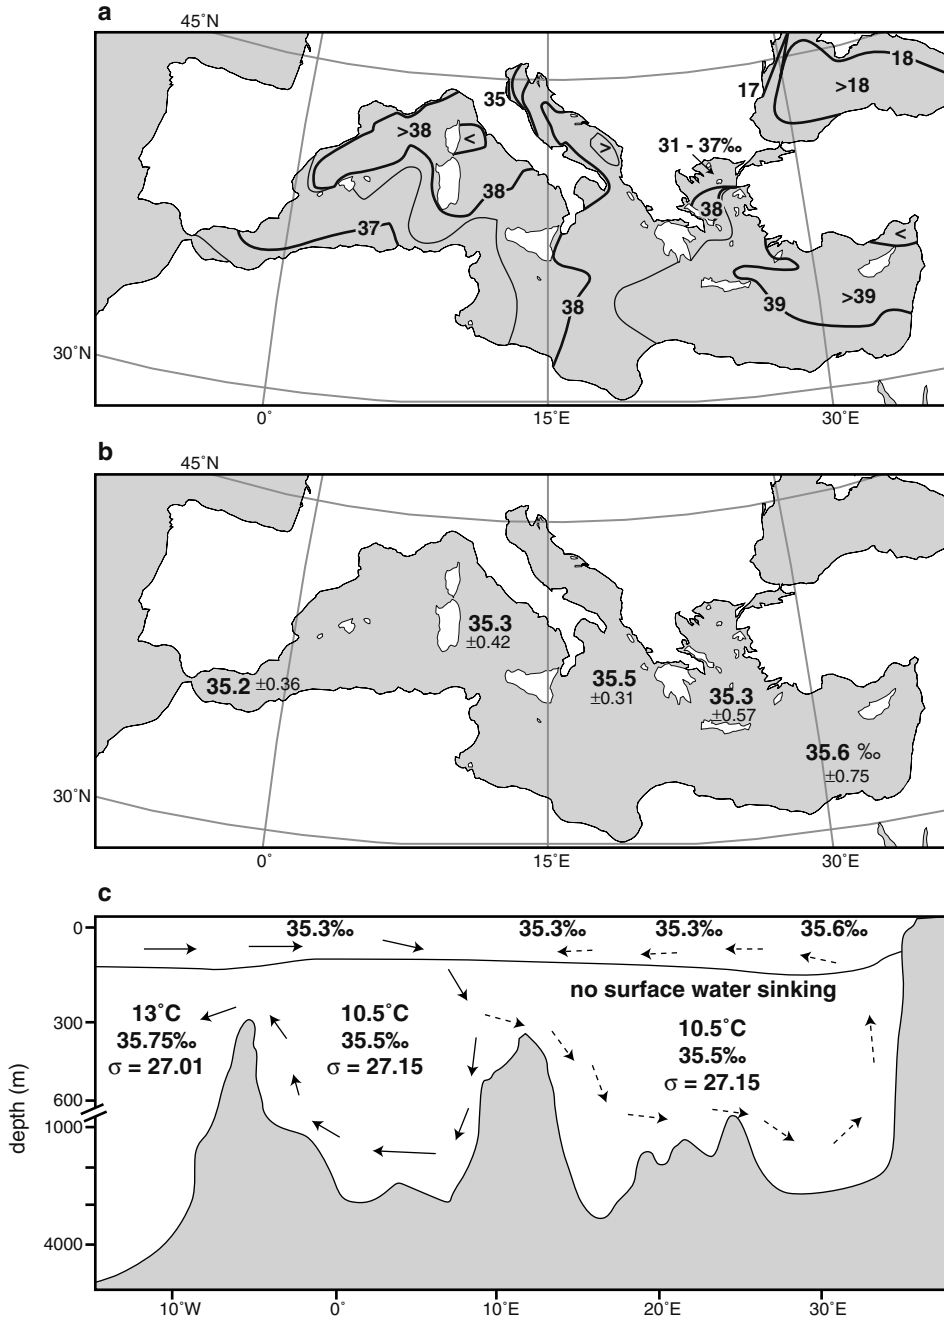 a
45˚N
35
17
18
>18
>38
<
>
31 - 37‰
38
38
37
<
38
39
>39
30˚N
0˚
15˚E
30˚E
b
45˚N
35.3
±0.42
35.2 ±0.36
35.5
±0.31
35.3
±0.57
35.6 ‰
±0.75
30˚N
0˚
15˚E
30˚E
c
0
35.3‰ 35.3‰ 35.3‰ 35.6‰
no surface water sinking
300
13˚C
35.75‰
σ = 27.01
10.5˚C
35.5‰
σ = 27.15
10.5˚C
35.5‰
σ = 27.15
depth (m)
600
1000
4000
10˚W
0˚
10˚E
20˚E
30˚E